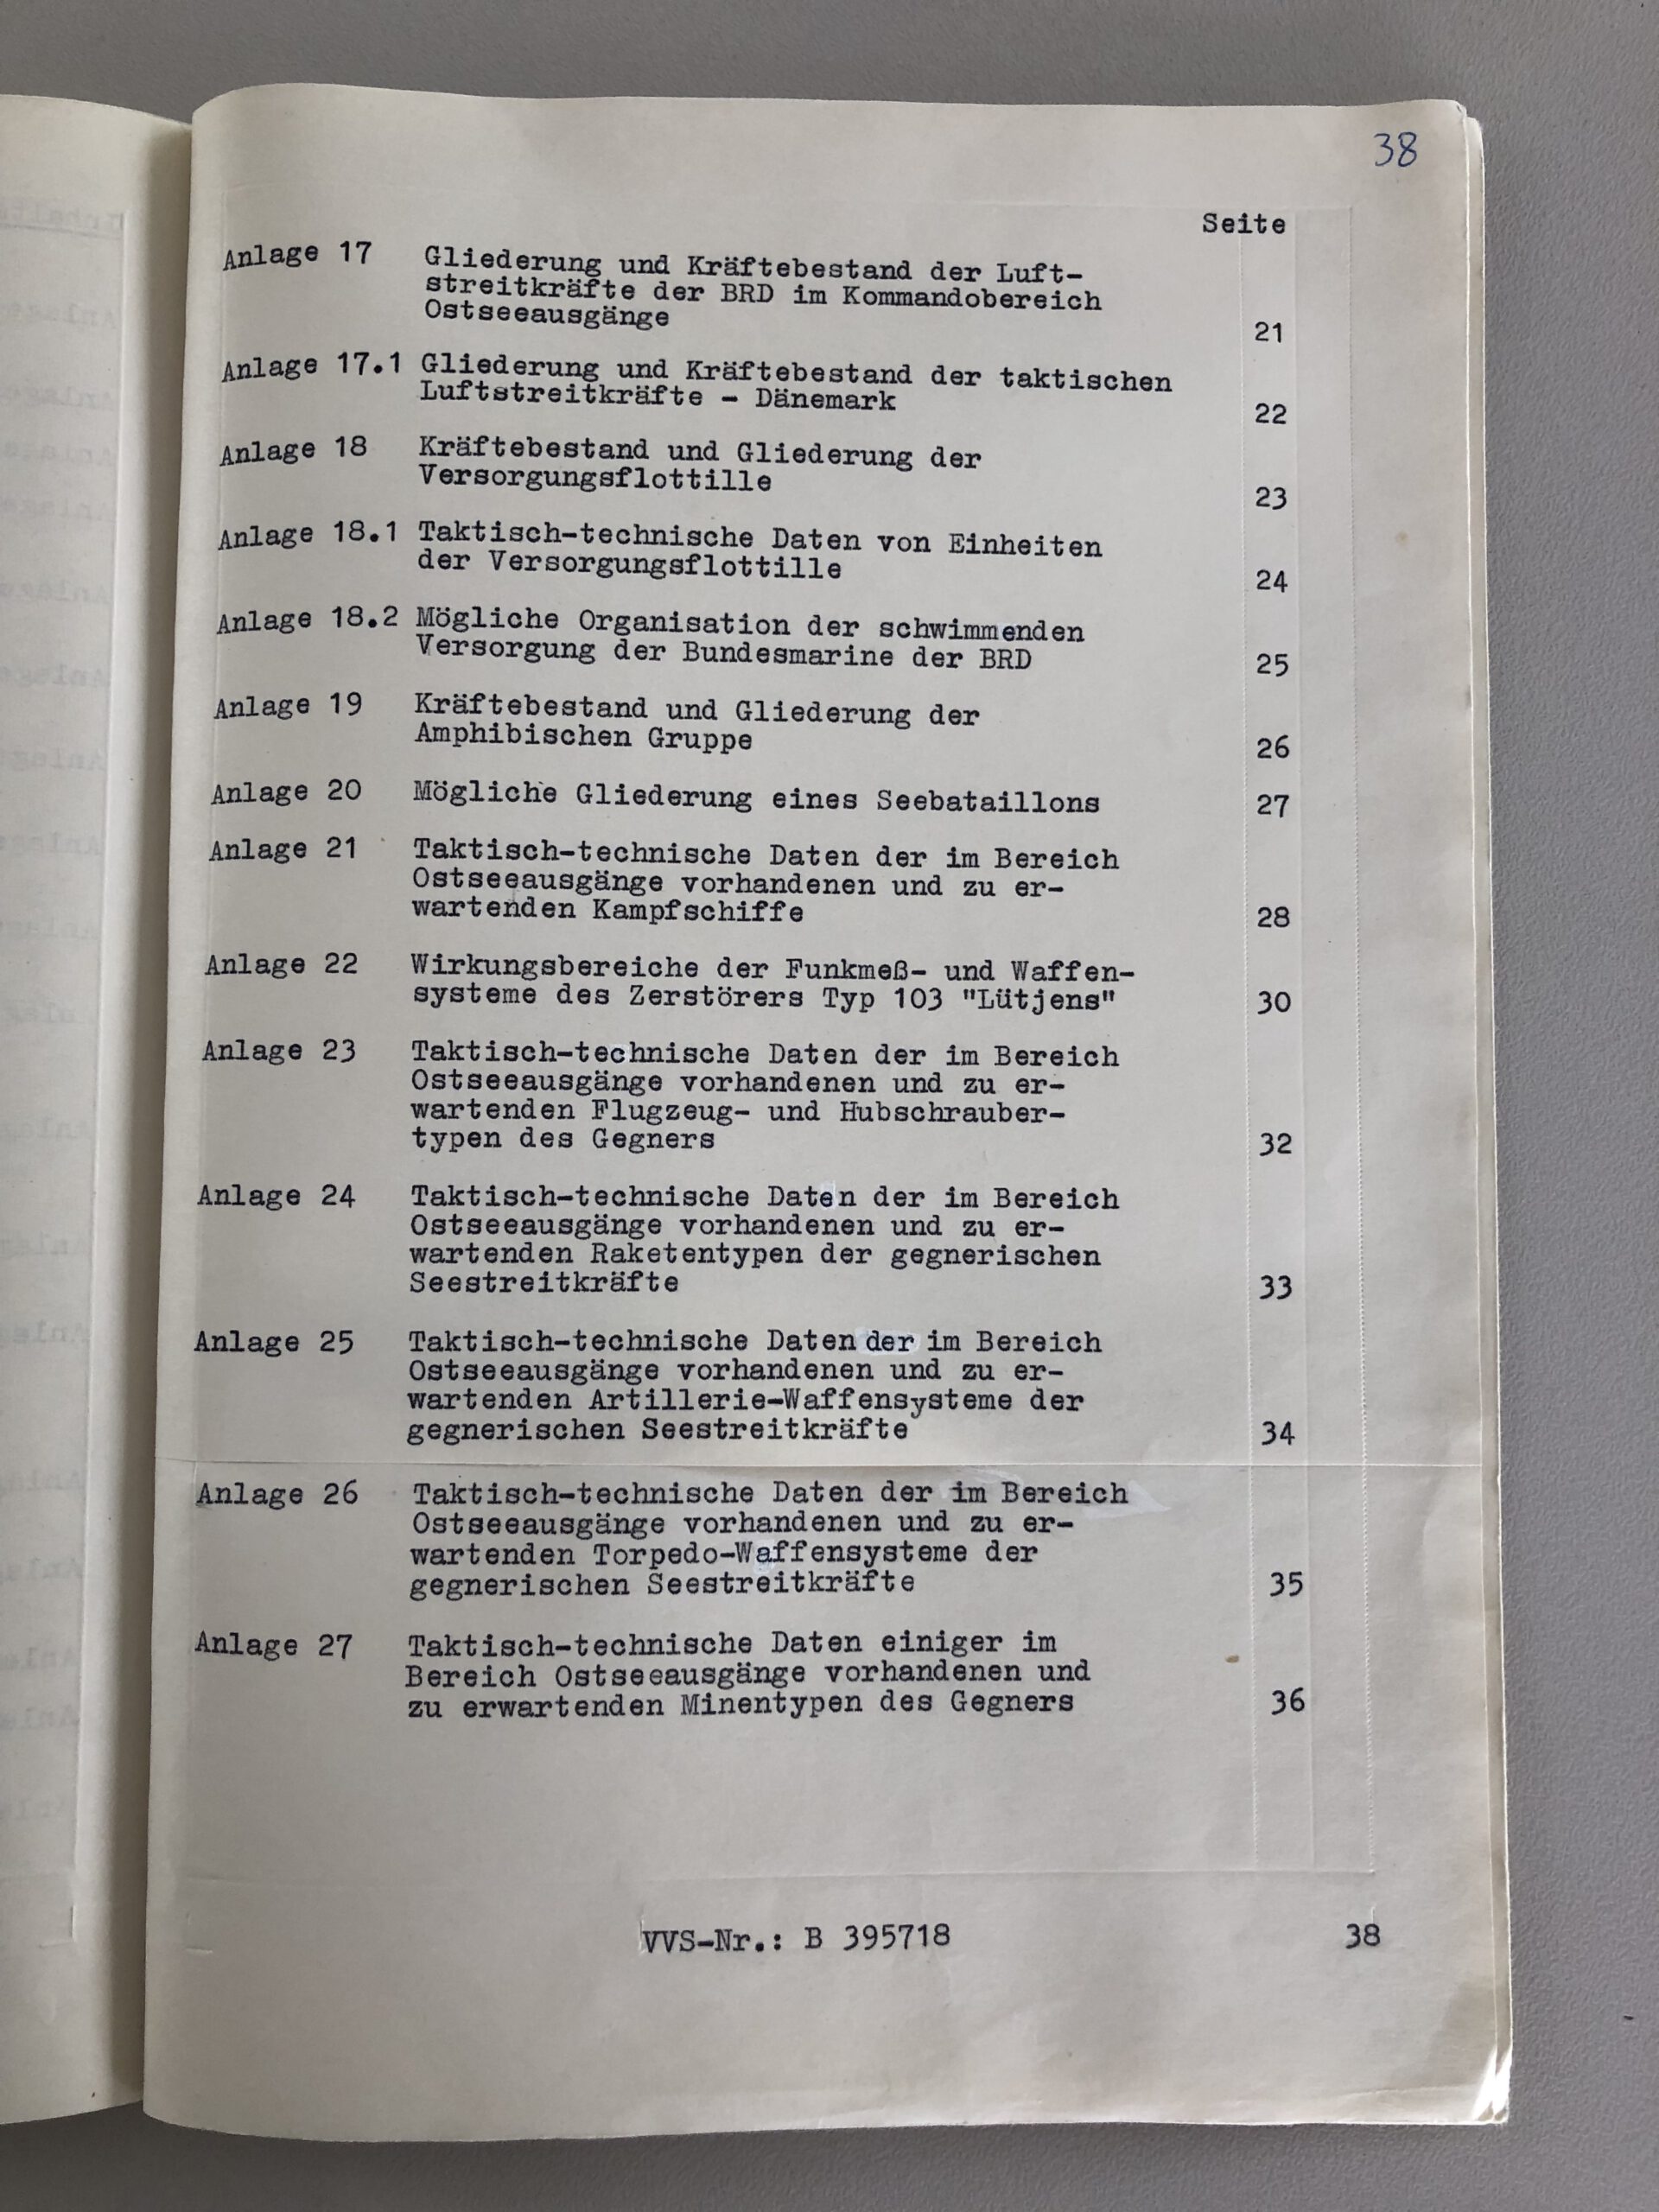 38
Seite
Anlage 17 Gliederung und Kräftebestand der Luft-
streitkräfte der BRD im Kommandobereich
Ostseeausgänge 21
Anlage 17.1 Gliederung und Kräftebestand der taktischen
Luftstreitkräfte - Dänemark 22
Anlage 18 Kräftebestand und Gliederung der
Versorgungsflottille 23
Anlage 18.1 Taktisch-technische Daten von Einheiten
der Versorgungsflottille 24
Anlage 18.2 Mögliche Organisation der schwimmenden
Versorgung der Bundesmarine der BRD 25
Anlage 19 Kräftebestand und Gliederung der
Amphibischen Gruppe 26
Anlage 20 Mögliche Gliederung eines Seebataillons 27
Anlage 21 Taktisch-technische Daten der im Bereich
Ostseeausgänge vorhandenen und zu er-
wartenden Kampfschiffe 28
Anlage 22 Wirkungsbereiche der Funkmeß- und Waffen-
systeme des Zerstörers Typ 103 "Lütjens" 30
Anlage 23 Taktisch-technische Daten der im Bereich
Ostseeausgänge vorhandenen und zu er-
wartenden Flugzeug- und Hubschrauber-
typen des Gegners 32
Anlage 24 Taktisch-technische Daten der im Bereich
Ostseeausgänge vorhandenen und zu er-
wartenden Raketentypen der gegnerischen
Seestreitkräfte 33
Anlage 25 Taktisch-technische Daten der im Bereich
Ostseeausgänge vorhandenen und zu er-
wartenden Artillerie-Waffensysteme der
gegnerischen Seestreitkräfte 34
Anlage 26 Taktisch-technische Daten der im Bereich
Ostseeausgänge vorhandenen und zu er-
wartenden Torpedo-Waffensysteme der
gegnerischen Seestreitkräfte 35
Anlage 27 Taktisch-technische Daten einiger im
Bereich Ostseeausgänge vorhandenen und
zu erwartenden Minentypen des Gegners 36
VVS-Nr.: B 395718 38